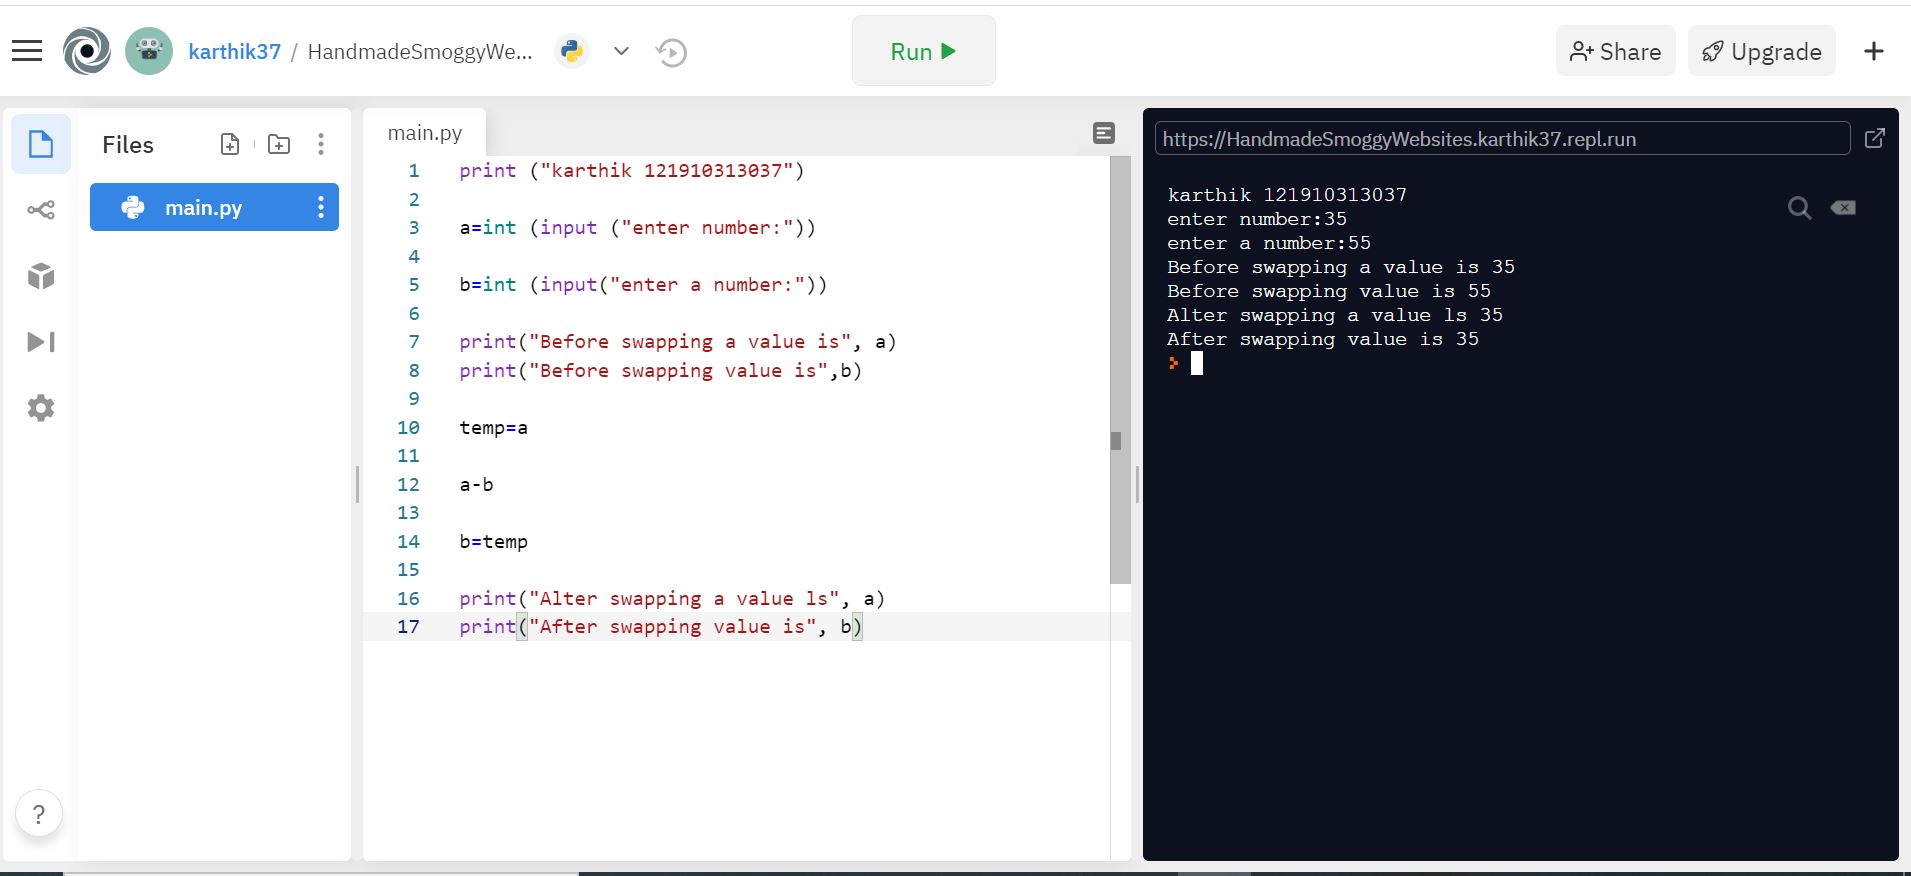 karthik37 / HandmadeSmoggyWe...
Run
Share
Upgrade
Files
main.py
main.py
1 print ("karthik 121910313037")
2
3 a=int (input ("enter number:"))
4
5 b=int (input("enter a number:"))
6
7 print("Before swapping a value is", a)
8 print("Before swapping value is",b)
9
10 temp=a
11
12 a-b
13
14 b=temp
15
16 print("Alter swapping a value ls", a)
17 print("After swapping value is", b)
https://HandmadeSmoggyWebsites.karthik37.repl.run
karthik 121910313037
enter number:35
enter a number:55
Before swapping a value is 35
Before swapping value is 55
Alter swapping a value ls 35
After swapping value is 35
?